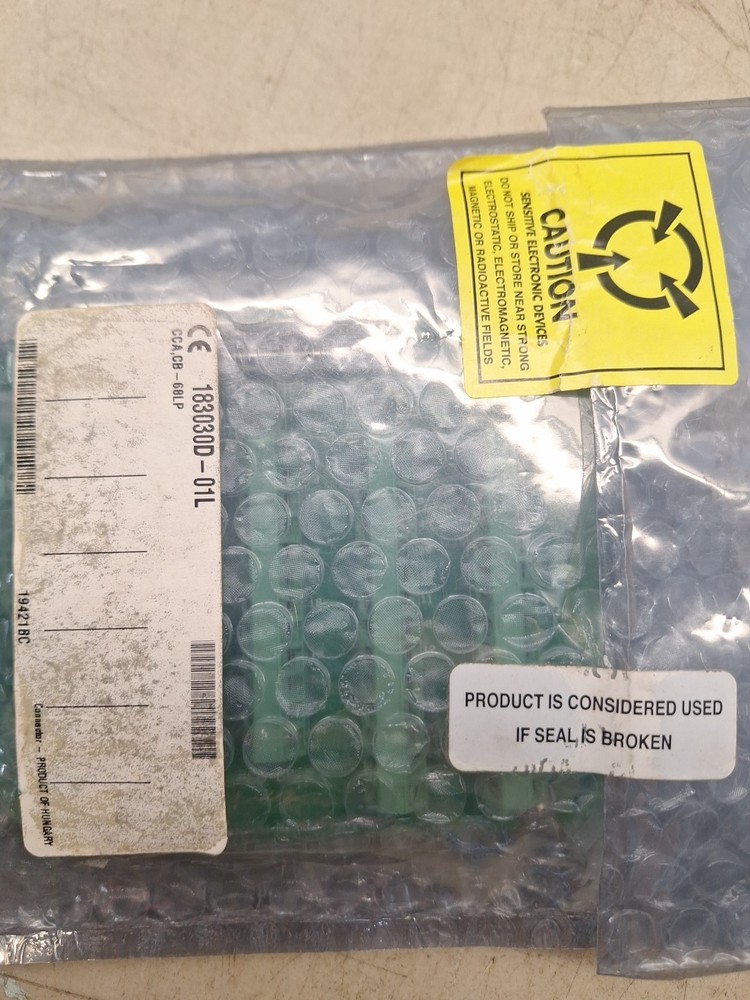 CAUTION
SENSITIVE ELECTRONIC DEVICES
DO NOT SHIP OR STORE NEAR STRONG
ELECTROSTATIC, ELECTROMAGNETIC,
MAGNETIC OR RADIOACTIVE FIELDS
CE 183030D-01L
CCA,CB-68LP
19421BC
Connector - PRODUCT OF HUNGARY
PRODUCT IS CONSIDERED USED
IF SEAL IS BROKEN